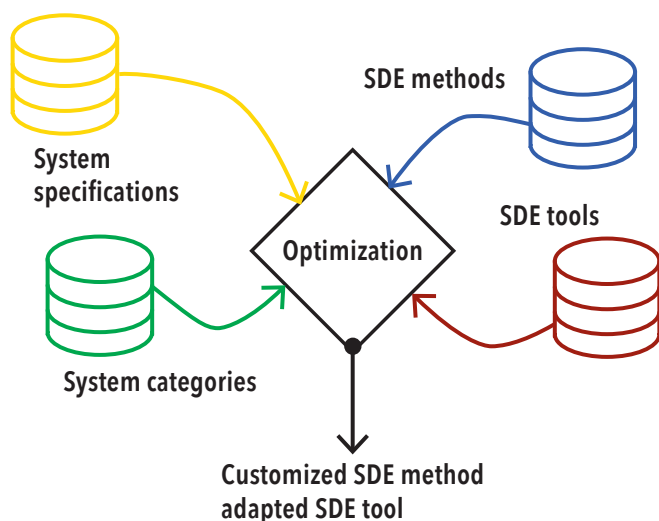 SDE methods
System
specifications
SDE tools
Optimization
System categories
Customized SDE method
adapted SDE tool